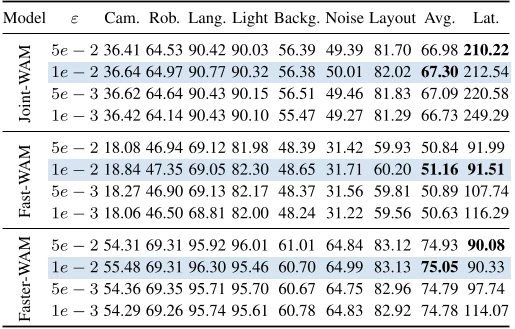 Model ε Cam. Rob. Lang. Light Backg. Noise Layout Avg. Lat.
Joint-WAM
5e − 2 36.41 64.53 90.42 90.03 56.39 49.39 81.70 66.98 210.22
1e − 2 36.64 64.97 90.77 90.32 56.38 50.01 82.02 67.30 212.54
5e − 3 36.62 64.64 90.43 90.15 56.51 49.46 81.83 67.09 220.58
1e − 3 36.42 64.14 90.43 90.10 55.47 49.27 81.29 66.73 249.29
Fast-WAM
5e − 2 18.08 46.94 69.12 81.98 48.39 31.42 59.93 50.84 91.99
1e − 2 18.84 47.35 69.05 82.30 48.65 31.71 60.20 51.16 91.51
5e − 3 18.27 46.90 69.13 82.17 48.37 31.56 59.81 50.89 107.74
1e − 3 18.06 46.50 68.81 82.00 48.24 31.22 59.56 50.63 116.29
Faster-WAM
5e − 2 54.31 69.31 95.92 96.01 61.01 64.84 83.12 74.93 90.08
1e − 2 55.48 69.31 96.30 95.46 60.70 64.99 83.13 75.05 90.33
5e − 3 54.36 69.35 95.71 95.70 60.67 64.75 82.96 74.79 97.74
1e − 3 54.29 69.26 95.74 95.61 60.78 64.83 82.92 74.78 114.07